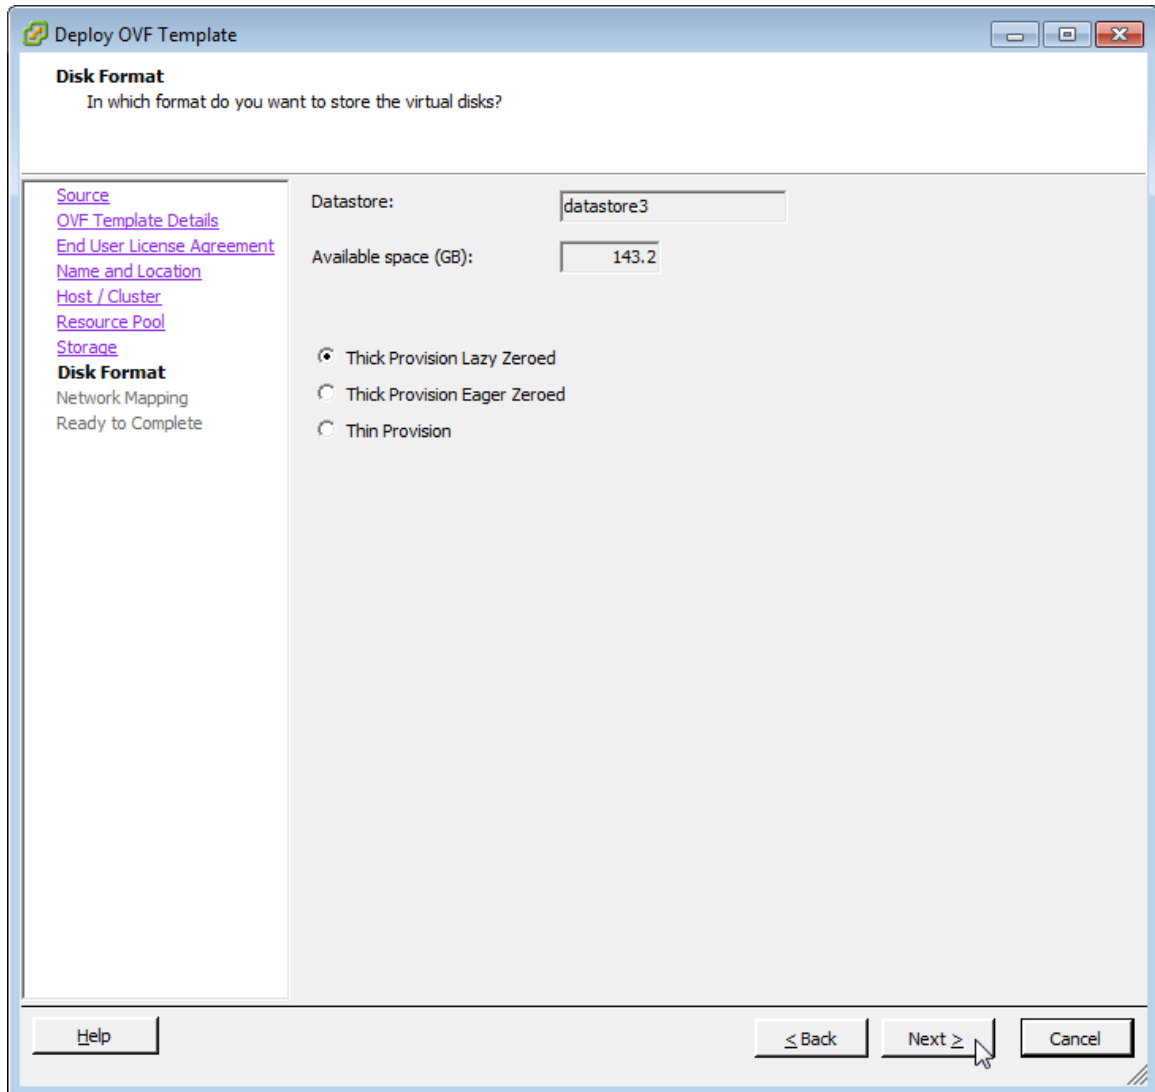 Deploy OVF Template
Disk Format
In which format do you want to store the virtual disks?
Source
OVF Template Details
End User License Agreement
Name and Location
Host / Cluster
Resource Pool
Storage
Disk Format
Network Mapping
Ready to Complete
Datastore: datastore3
Available space (GB): 143.2
Thick Provision Lazy Zeroed
Thick Provision Eager Zeroed
Thin Provision
Help
< Back
Next >
Cancel